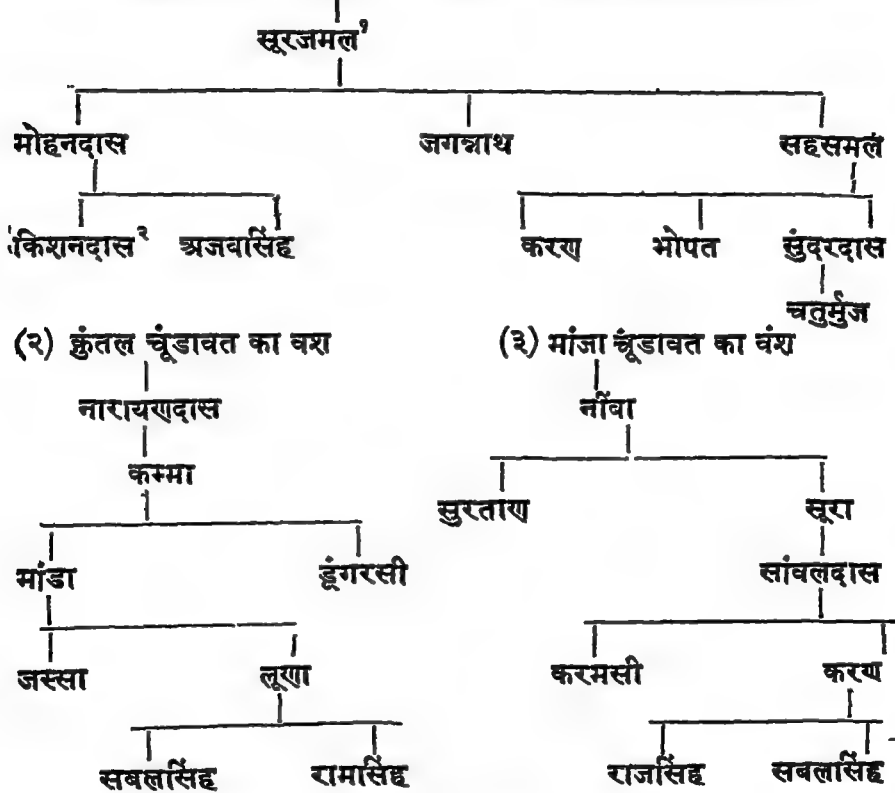 सूरजमल¹
मोहनदास जगन्नाथ सहसमल
किशनदास² अजबसिंह करण भोपत सुंदरदास
चतुर्भुज
(२) कुंतल चूंडावत का वश
नारायणदास
कम्मा
मांडा डूंगरसी
जस्सा लूणा
सबलसिंह रामसिंह
(३) मांजा चूंडावत का वंश
नींबा
सुरताण सूरा
सांवलदास
करमसी करण
राजसिंह सबलसिंह